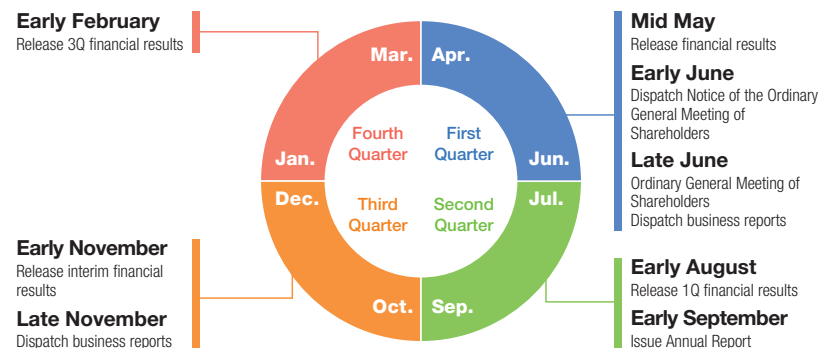 Early February
Release 3Q financial results
Mar.
Apr.
Jan.
Jun.
Fourth
Quarter
First
Quarter
Dec.
Jul.
Third
Quarter
Second
Quarter
Oct.
Sep.
Mid May
Release financial results
Early June
Dispatch Notice of the Ordinary
General Meeting of
Shareholders
Late June
Ordinary General Meeting of
Shareholders
Dispatch business reports
Early November
Release interim financial
results
Late November
Dispatch business reports
Early August
Release 1Q financial results
Early September
Issue Annual Report